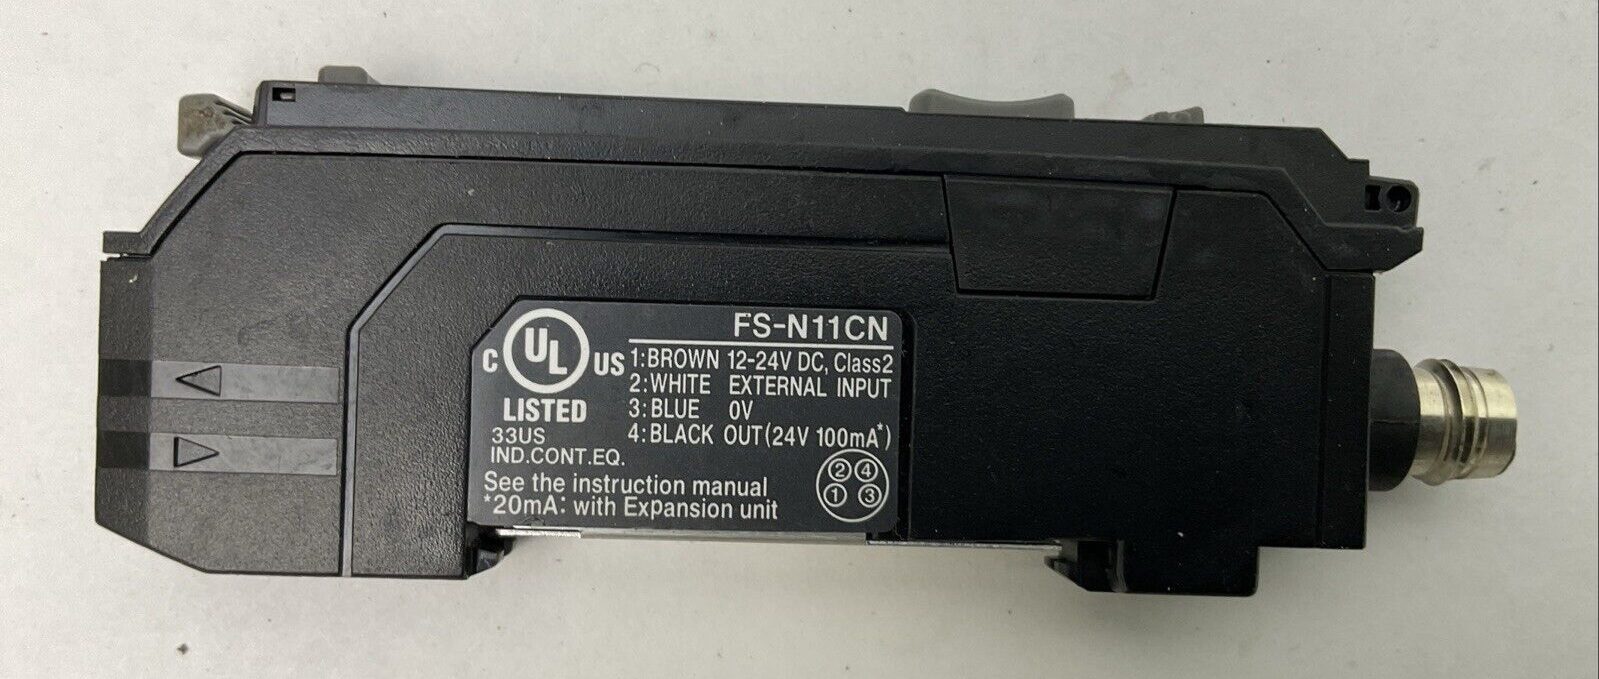 FS-N11CN
C UL US
LISTED
33US
IND.CONT.EQ.
1:BROWN 12-24V DC, Class2
2:WHITE EXTERNAL INPUT
3:BLUE 0V
4:BLACK OUT(24V 100mA*)
See the instruction manual
*20mA: with Expansion unit
2 4
1 3